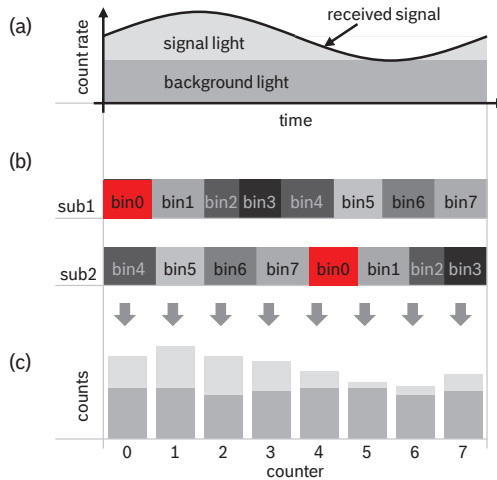 (a)
received signal
count rate
signal light
background light
time
(b)
sub1 bin0 bin1 bin2 bin3 bin4 bin5 bin6 bin7
sub2 bin4 bin5 bin6 bin7 bin0 bin1 bin2 bin3
(c)
counts
0 1 2 3 4 5 6 7
counter